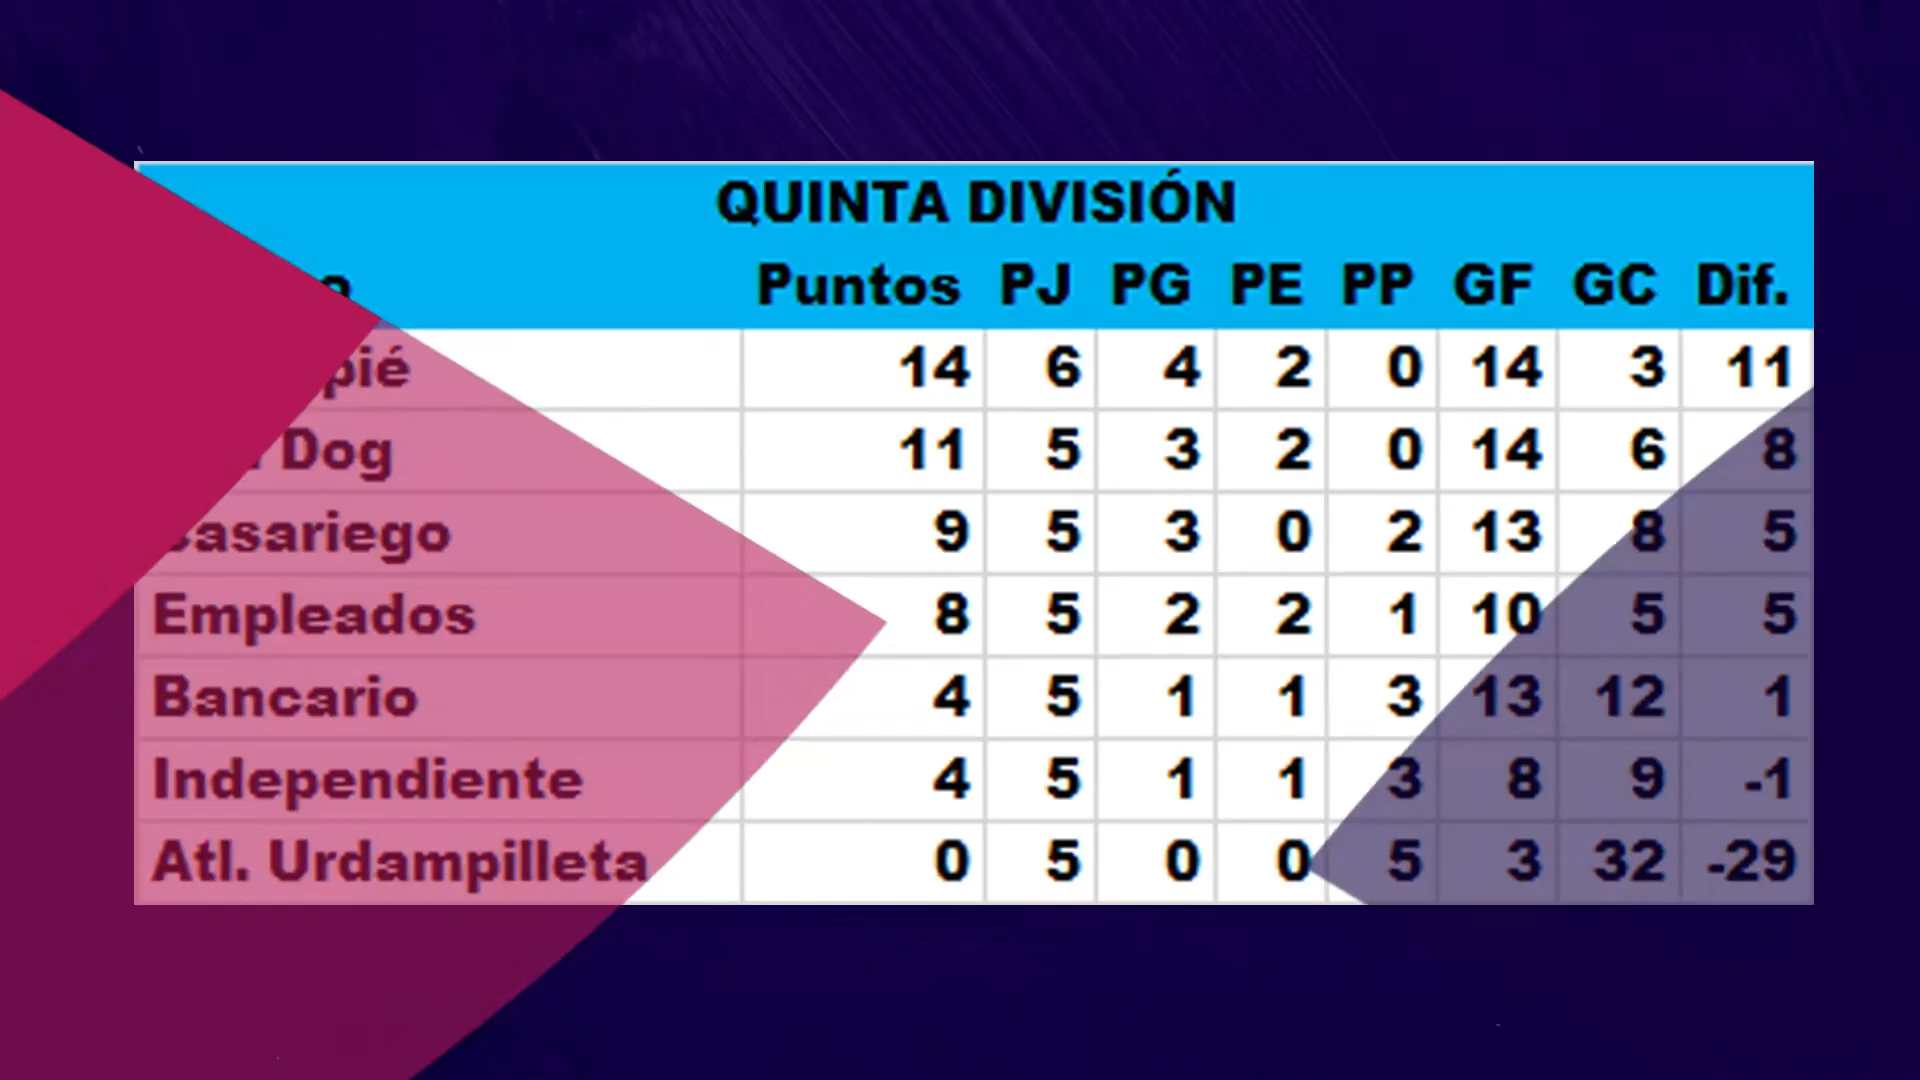 QUINTA DIVISIÓN
Puntos PJ PG PE PP GF GC Dif.
14 6 4 2 0 14 3 11
Dog 11 5 3 2 0 14 6 8
9 5 3 0 2 13 8 5
Empleados 8 5 2 2 1 10 5 5
Bancario 4 5 1 1 3 13 12 1
Independiente 4 5 1 1 3 8 9 -1
Atl. Urdampilleta 0 5 0 0 5 3 32 -29